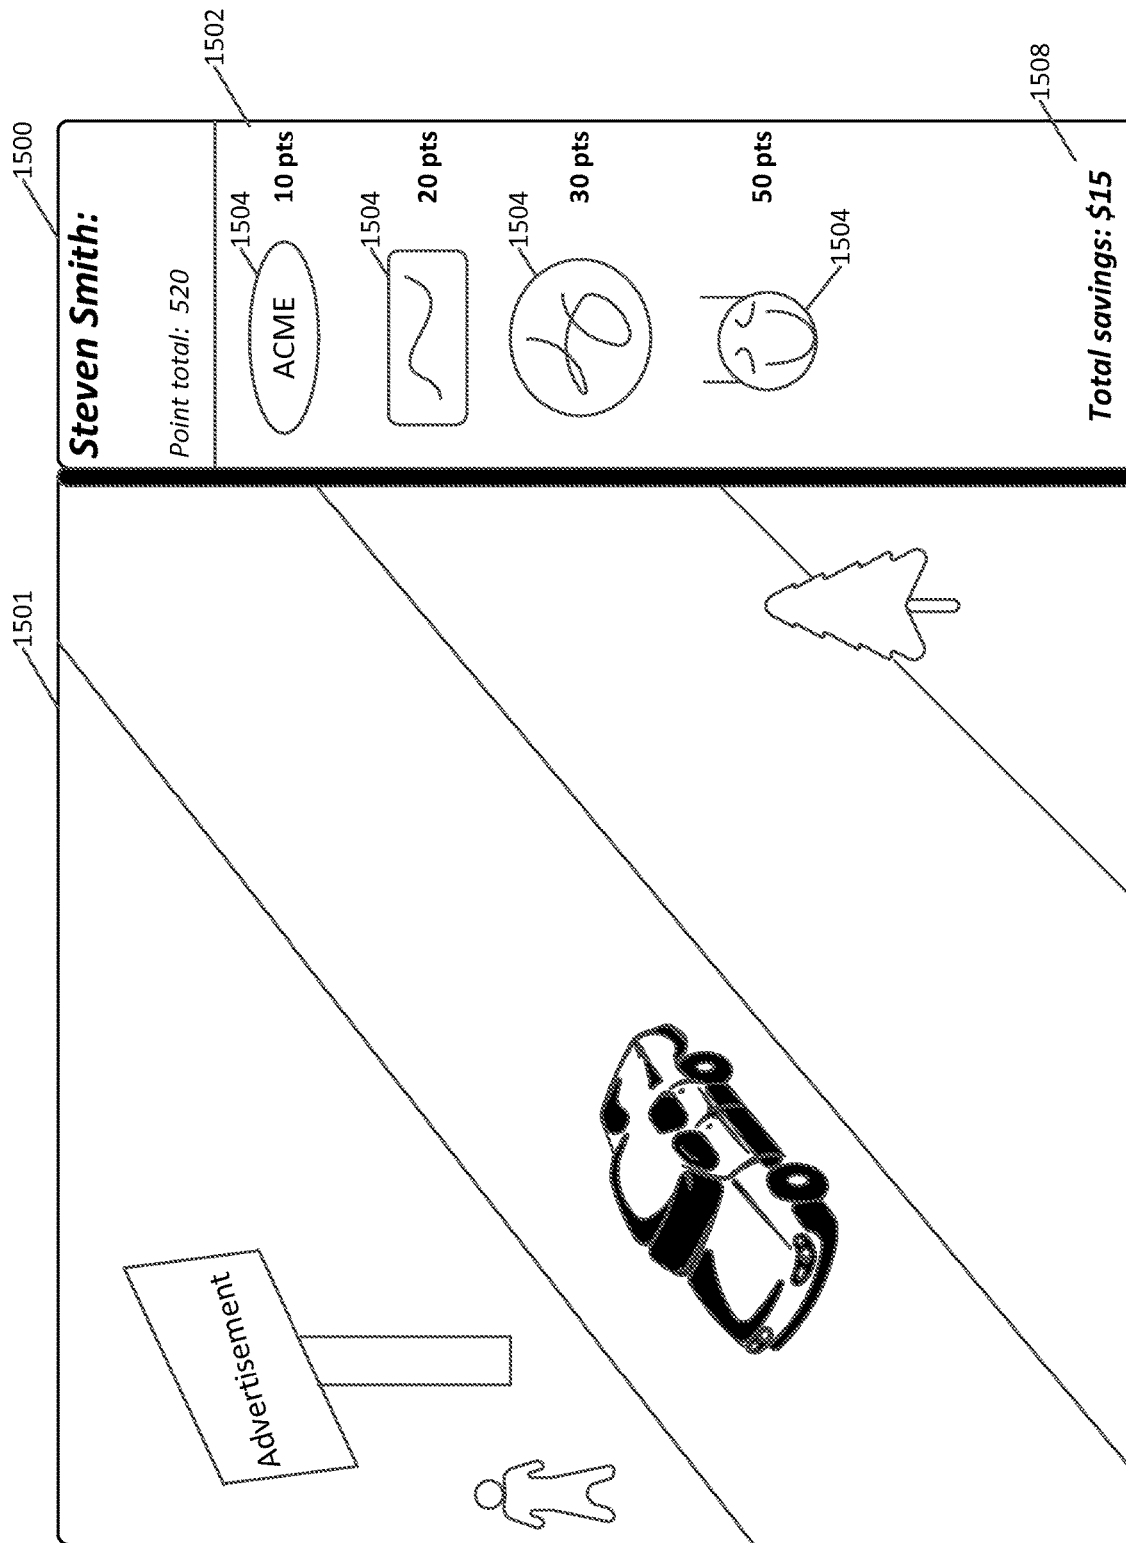 1500
1501
1502
Steven Smith:
Point total: 520
1504
ACME
10 pts
1504
20 pts
1504
30 pts
1504
50 pts
1508
Total savings: $15
Advertisement